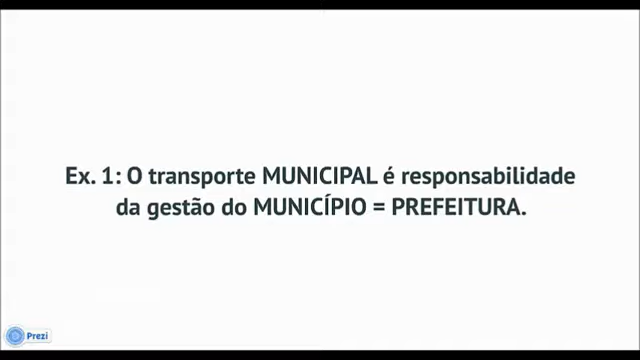 Ex. 1: O transporte MUNICIPAL é responsabilidade
da gestão do MUNICÍPIO = PREFEITURA.
Prezi